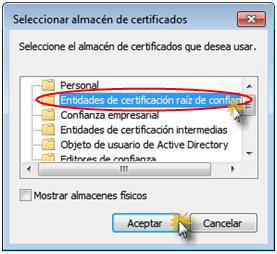 Seleccionar almacén de certificados
Seleccione el almacén de certificados que desea usar.
Personal
Entidades de certificación raíz de
Confianza empresarial
Entidades de certificación intermedias
Objeto de usuario de Active Directory
Editores de confianza
Mostrar almacenes físicos
Aceptar
Cancelar